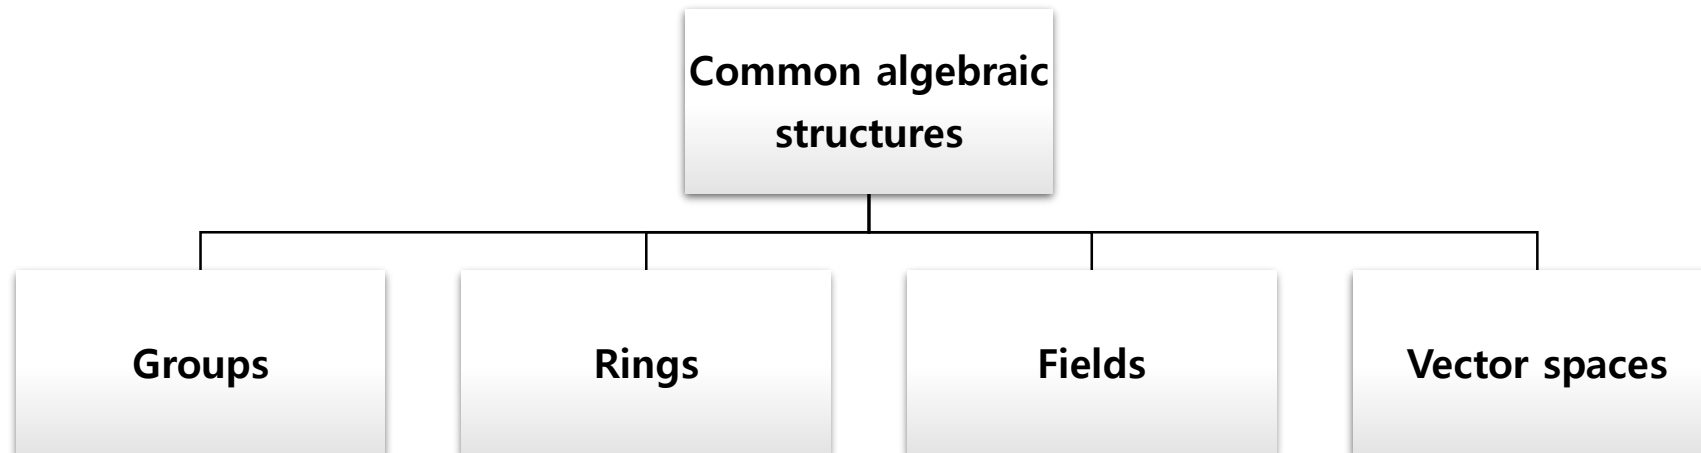 Common algebraic
structures
Groups
Rings
Fields
Vector spaces